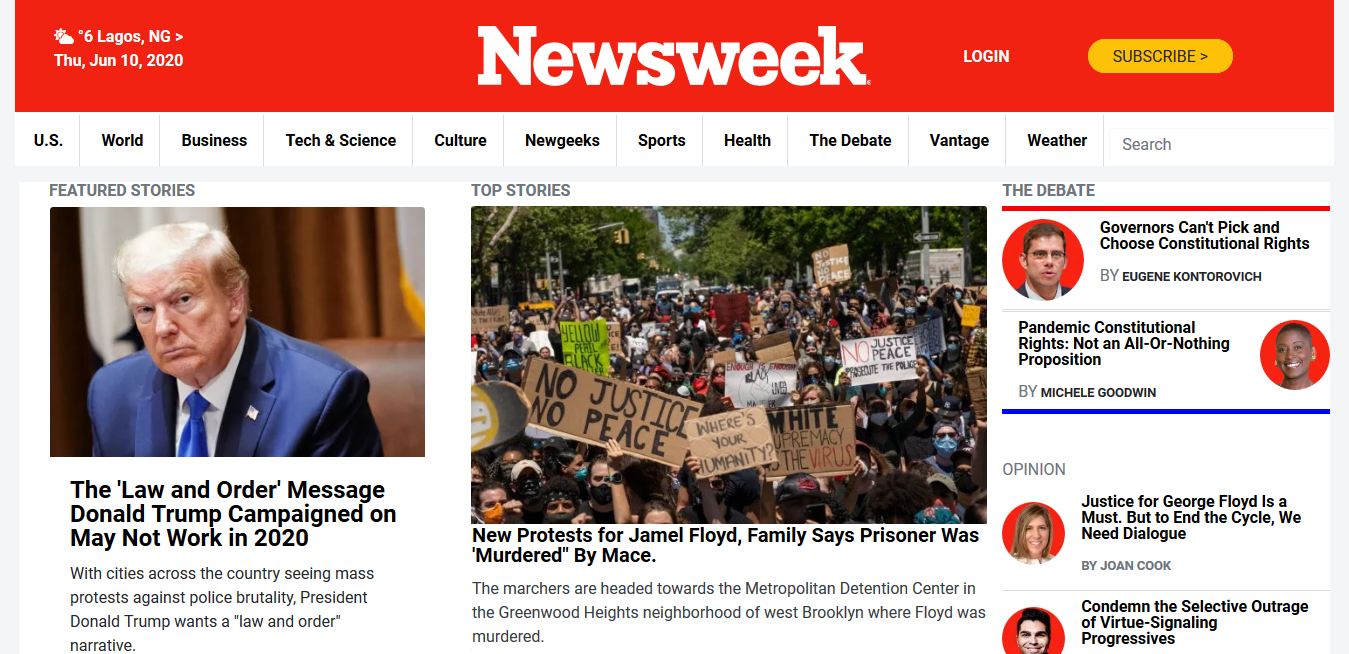 °6 Lagos, NG >
Thu, Jun 10, 2020
Newsweek
LOGIN
SUBSCRIBE >
U.S.
World
Business
Tech & Science
Culture
Newgeeks
Sports
Health
The Debate
Vantage
Weather
Search
FEATURED STORIES
The 'Law and Order' Message
Donald Trump Campaigned on
May Not Work in 2020
With cities across the country seeing mass
protests against police brutality, President
Donald Trump wants a "law and order"
narrative.
TOP STORIES
NO
JUSTICE
NO
PEACE
YELLOW
PERIL
BLACK
NO JUSTICE
PEACE
PROSECUTE THE POLICE
ENOUGH IS ENOUGH
BLACK
LIVES
NO JUSTICE
NO PEACE
WHERE'S
YOUR
HUMANITY?
WHITE
SUPREMACY
IS THE VIRUS
New Protests for Jamel Floyd, Family Says Prisoner Was
'Murdered" By Mace.
The marchers are headed towards the Metropolitan Detention Center in
the Greenwood Heights neighborhood of west Brooklyn where Floyd was
murdered.
THE DEBATE
Governors Can't Pick and
Choose Constitutional Rights
BY EUGENE KONTOROVICH
Pandemic Constitutional
Rights: Not an All-Or-Nothing
Proposition
BY MICHELE GOODWIN
OPINION
Justice for George Floyd Is a
Must. But to End the Cycle, We
Need Dialogue
BY JOAN COOK
Condemn the Selective Outrage
of Virtue-Signaling
Progressives